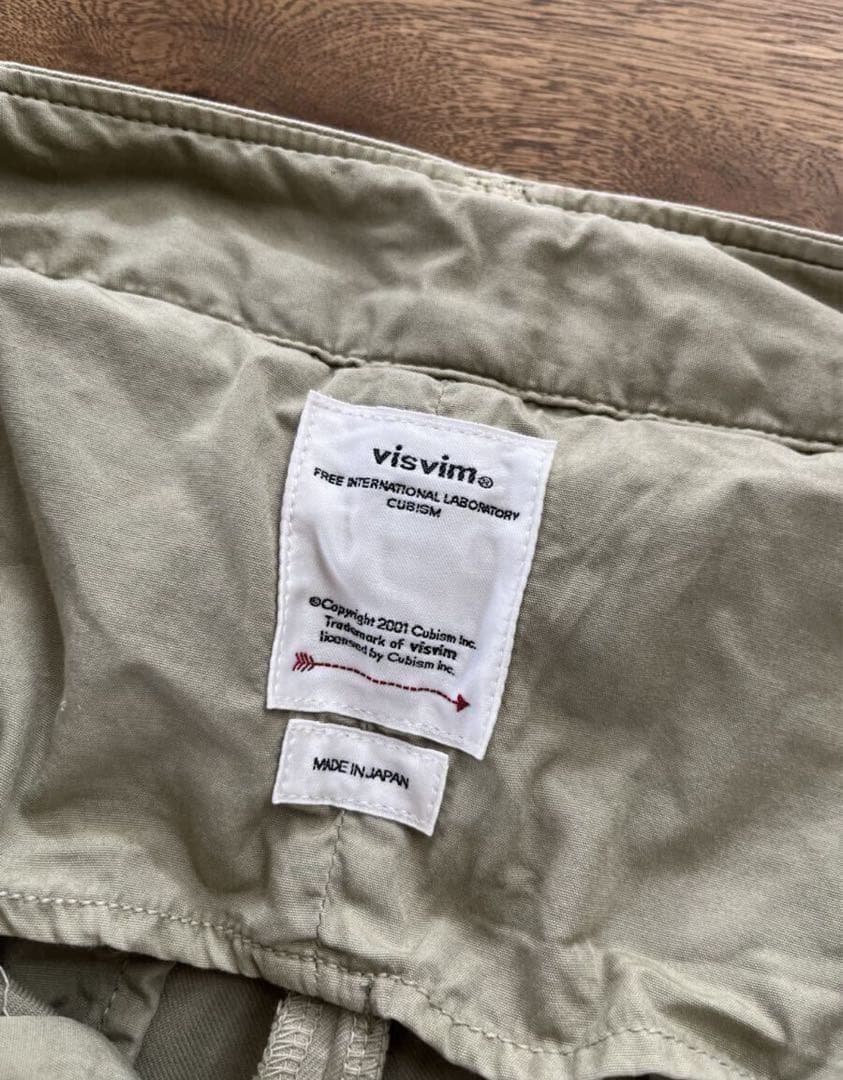 visvim®
FREE INTERNATIONAL LABORATORY
CUBISM
©Copyright 2001 Cubism Inc.
Trademark of visvim
licensed by Cubism Inc.
MADE IN JAPAN